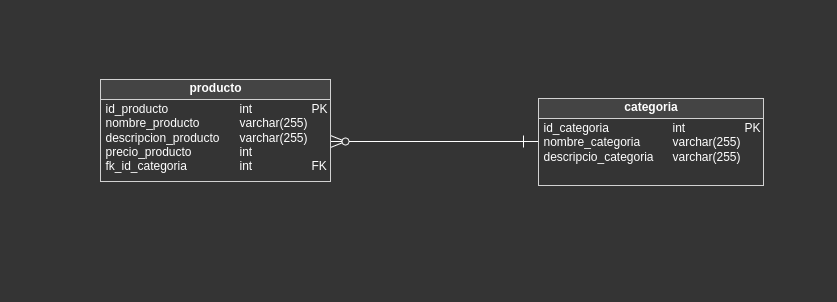 producto
id_producto int PK
nombre_producto varchar(255)
descripcion_producto varchar(255)
precio_producto int
fk_id_categoria int FK
categoria
id_categoria int PK
nombre_categoria varchar(255)
descripcio_categoria varchar(255)